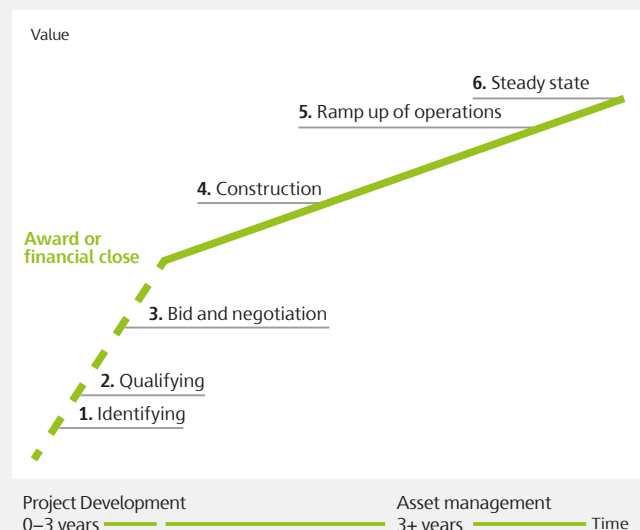 Value
6. Steady state
5. Ramp up of operations
4. Construction
Award or
financial close
3. Bid and negotiation
2. Qualifying
1. Identifying
Project Development
0–3 years
Asset management
3+ years
Time